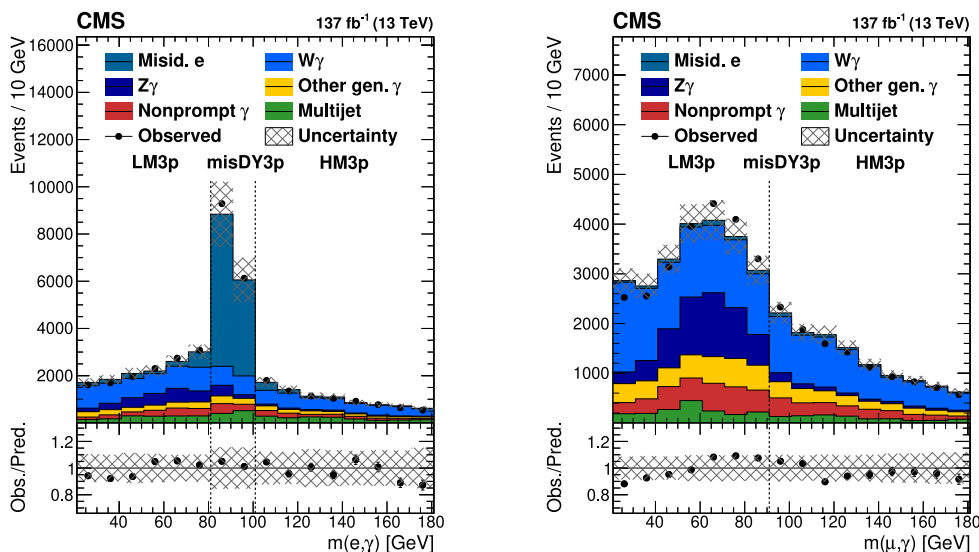 CMS 137 fb⁻¹ (13 TeV)
Events / 10 GeV
16000
14000
12000
10000
8000
6000
4000
2000
Misid. e Wγ
Zγ Other gen. γ
Nonprompt γ Multijet
Observed Uncertainty
LM3p misDY3p HM3p
Obs./Pred.
1.2
1
0.8
40 60 80 100 120 140 160 180
m(e,γ) [GeV]
CMS 137 fb⁻¹ (13 TeV)
Events / 10 GeV
7000
6000
5000
4000
3000
2000
1000
Misid. e Wγ
Zγ Other gen. γ
Nonprompt γ Multijet
Observed Uncertainty
LM3p misDY3p HM3p
Obs./Pred.
1.2
1
0.8
40 60 80 100 120 140 160 180
m(μ,γ) [GeV]